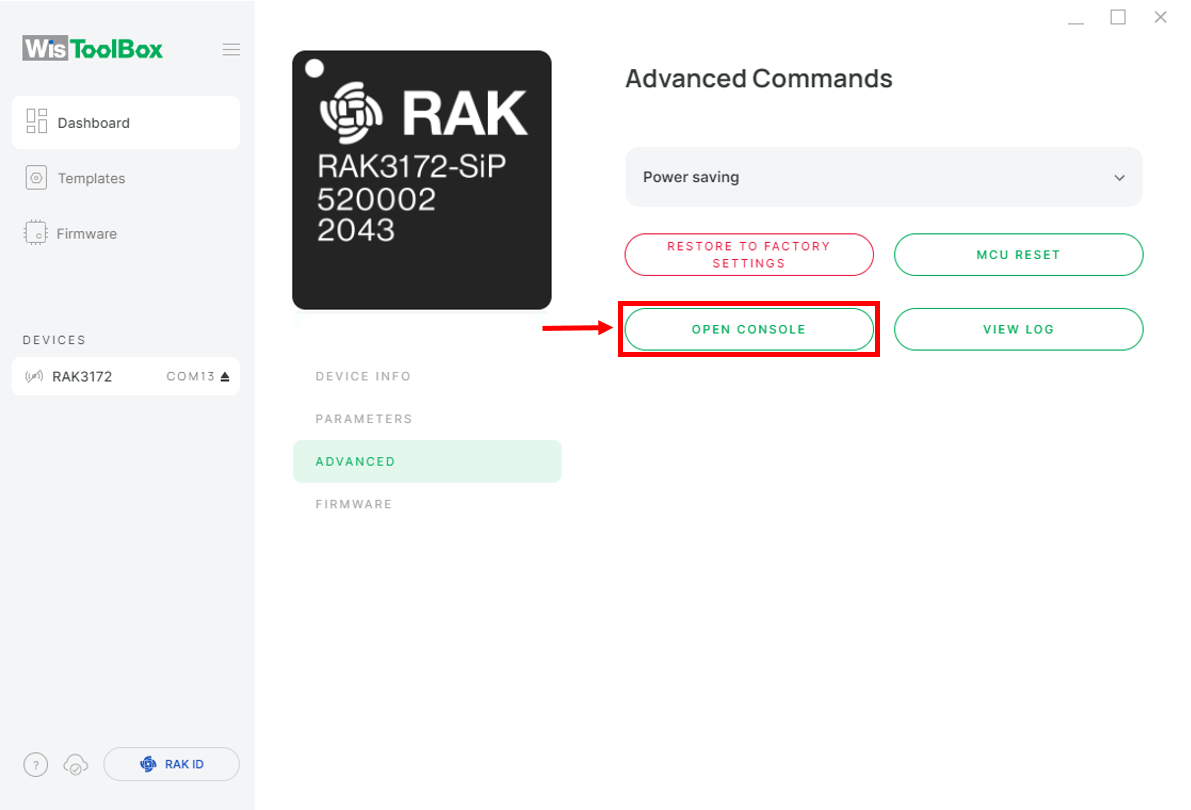 WisToolBox
Dashboard
Templates
Firmware
DEVICES
RAK3172 COM13
RAK ID
RAK
RAK3172-SiP
520002
2043
DEVICE INFO
PARAMETERS
ADVANCED
FIRMWARE
Advanced Commands
Power saving
RESTORE TO FACTORY
SETTINGS
MCU RESET
OPEN CONSOLE
VIEW LOG